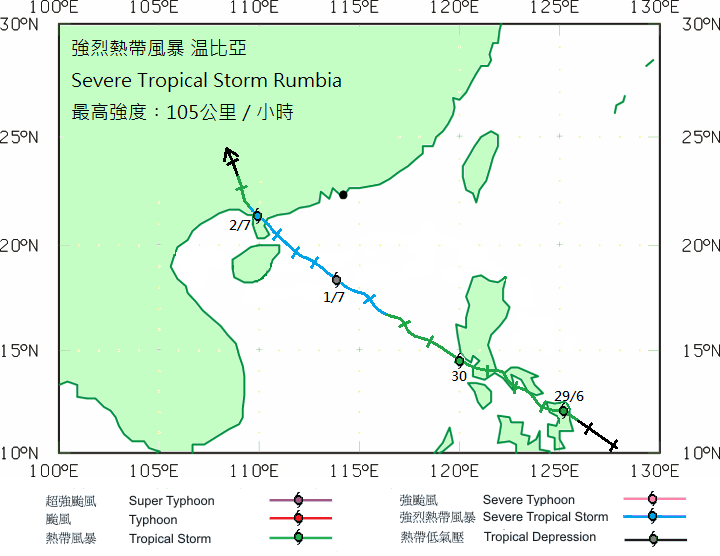 100°E 105°E 110°E 115°E 120°E 125°E 130°E
30°N 30°N
強烈熱帶風暴 温比亞
Severe Tropical Storm Rumbia
最高強度：105公里 / 小時
25°N 25°N
2/7
20°N 20°N
1/7
15°N 15°N
30
29/6
10°N 10°N
100°E 105°E 110°E 115°E 120°E 125°E 130°E
超強颱風 Super Typhoon 強颱風 Severe Typhoon
颱風 Typhoon 強烈熱帶風暴 Severe Tropical Storm
熱帶風暴 Tropical Storm 熱帶低氣壓 Tropical Depression